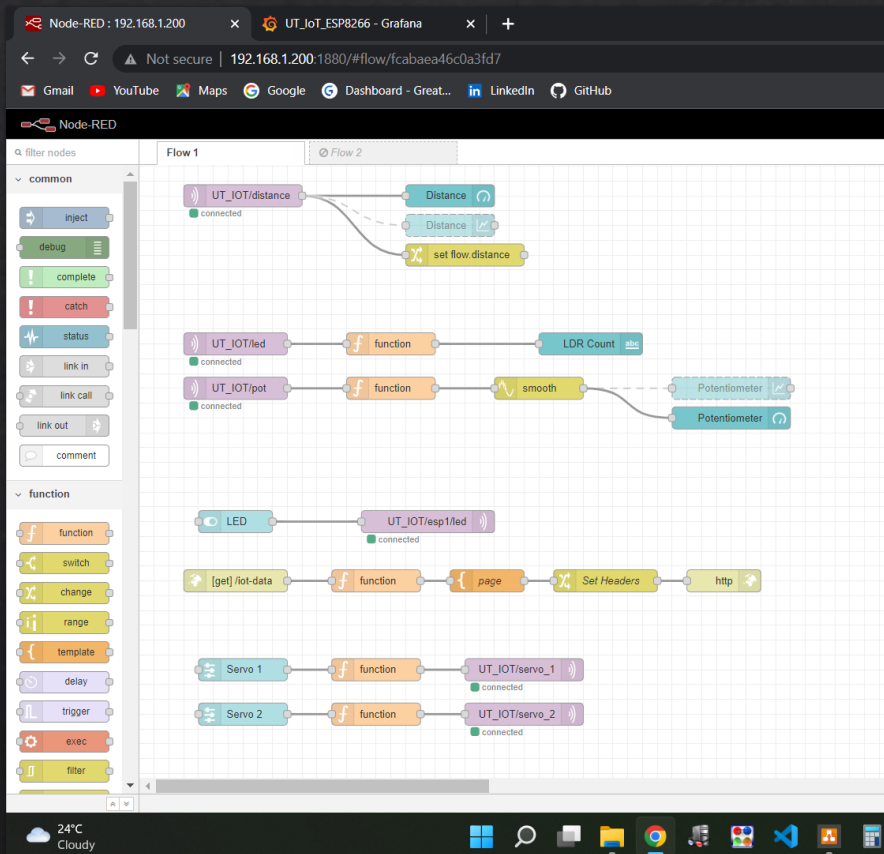 Node-RED : 192.168.1.200
UT_IoT_ESP8266 - Grafana
Not secure
192.168.1.200:1880/#flow/fcabaea46c0a3fd7
Gmail
YouTube
Maps
Google
Dashboard - Great...
LinkedIn
GitHub
Node-RED
filter nodes
Flow 1
Flow 2
common
inject
debug
complete
catch
status
link in
link call
link out
comment
function
function
switch
change
range
template
delay
trigger
exec
filter
UT_IOT/distance
connected
Distance
Distance
set flow.distance
UT_IOT/led
connected
function
LDR Count
abc
UT_IOT/pot
connected
function
smooth
Potentiometer
Potentiometer
LED
UT_IOT/esp1/led
connected
[get] /iot-data
function
page
Set Headers
http
Servo 1
function
UT_IOT/servo_1
connected
Servo 2
function
UT_IOT/servo_2
connected
24°C
Cloudy